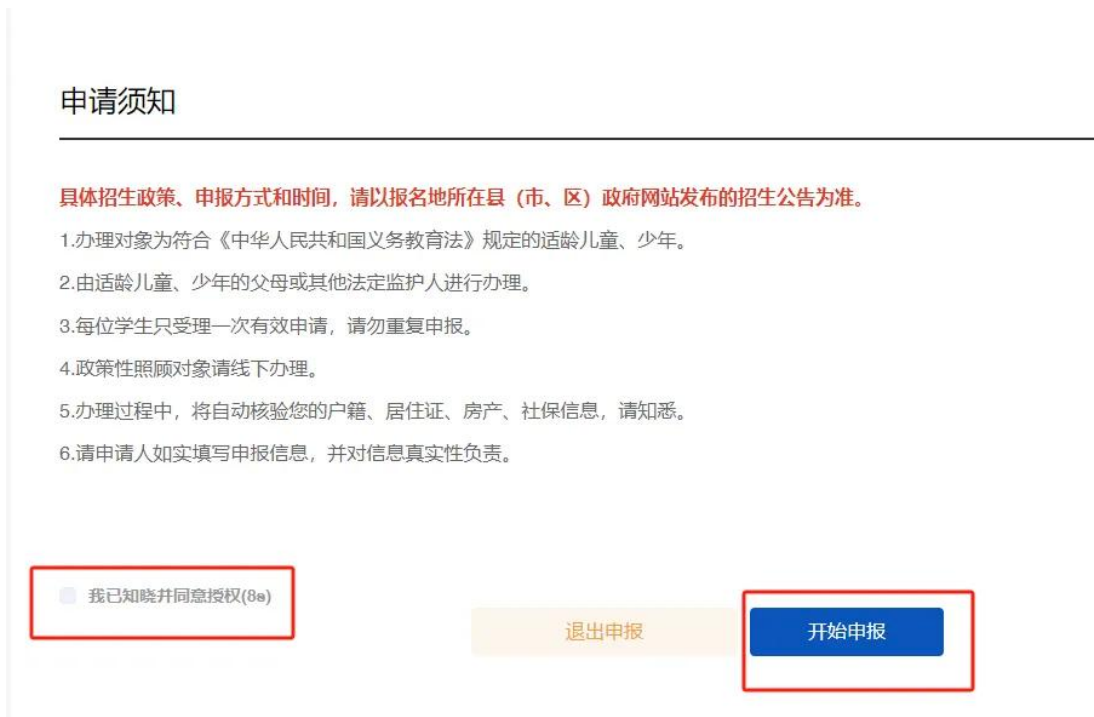 申请须知
具体招生政策、申报方式和时间，请以报名地所在县（市、区）政府网站发布的招生公告为准。
1.办理对象为符合《中华人民共和国义务教育法》规定的适龄儿童、少年。
2.由适龄儿童、少年的父母或其他法定监护人进行办理。
3.每位学生只受理一次有效申请，请勿重复申报。
4.政策性照顾对象请线下办理。
5.办理过程中，将自动核验您的户籍、居住证、房产、社保信息，请知悉。
6.请申请人如实填写申报信息，并对信息真实性负责。
我已知晓并同意授权(8s)
退出申报
开始申报